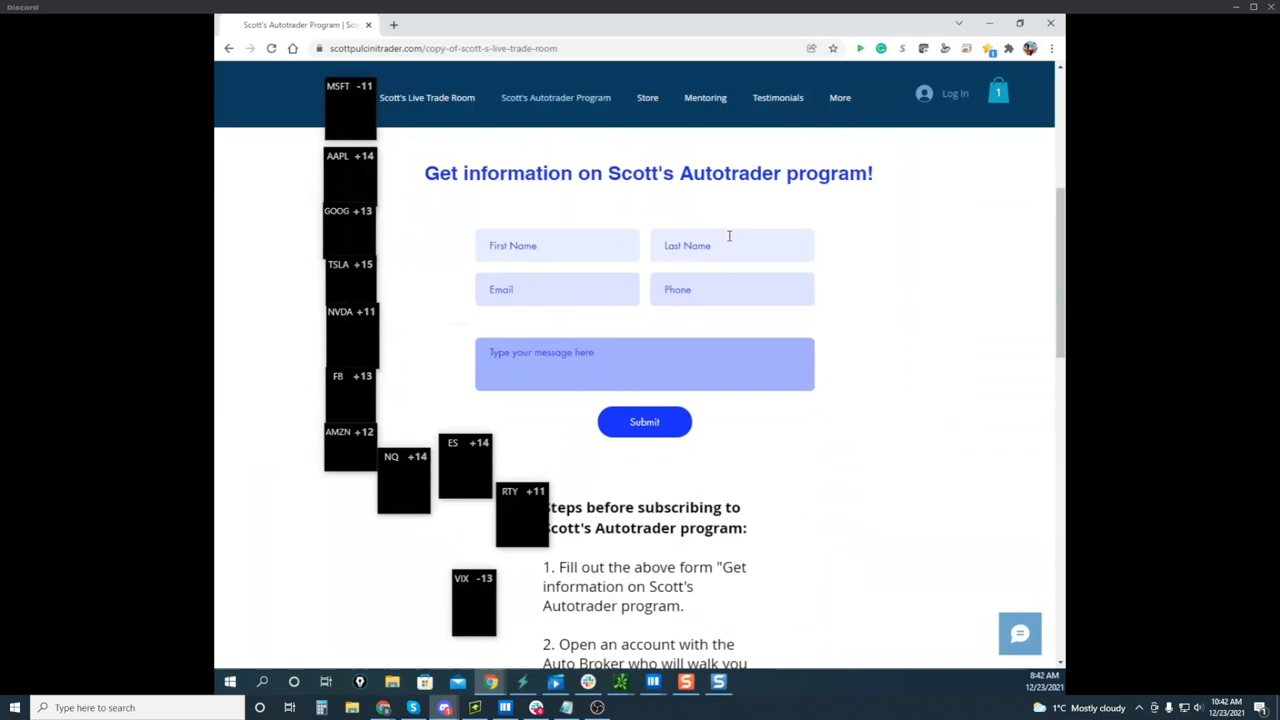 Discord
Scott's Autotrader Program | Sco
scottpulcinitrader.com/copy-of-scott-s-live-trade-room
Scott's Live Trade Room
Scott's Autotrader Program
Store
Mentoring
Testimonials
More
Log In
1
Get information on Scott's Autotrader program!
First Name
Last Name
Email
Phone
Type your message here
Submit
MSFT -11
AAPL +14
GOOG +13
TSLA +15
NVDA +11
FB +13
AMZN +12
NQ +14
ES +14
RTY +11
VIX -13
Steps before subscribing to
Scott's Autotrader program:
1. Fill out the above form "Get
information on Scott's
Autotrader program.
2. Open an account with the
Auto Broker who will walk you
8:42 AM
12/23/2021
Type here to search
1°C Mostly cloudy
10:42 AM
12/23/2021